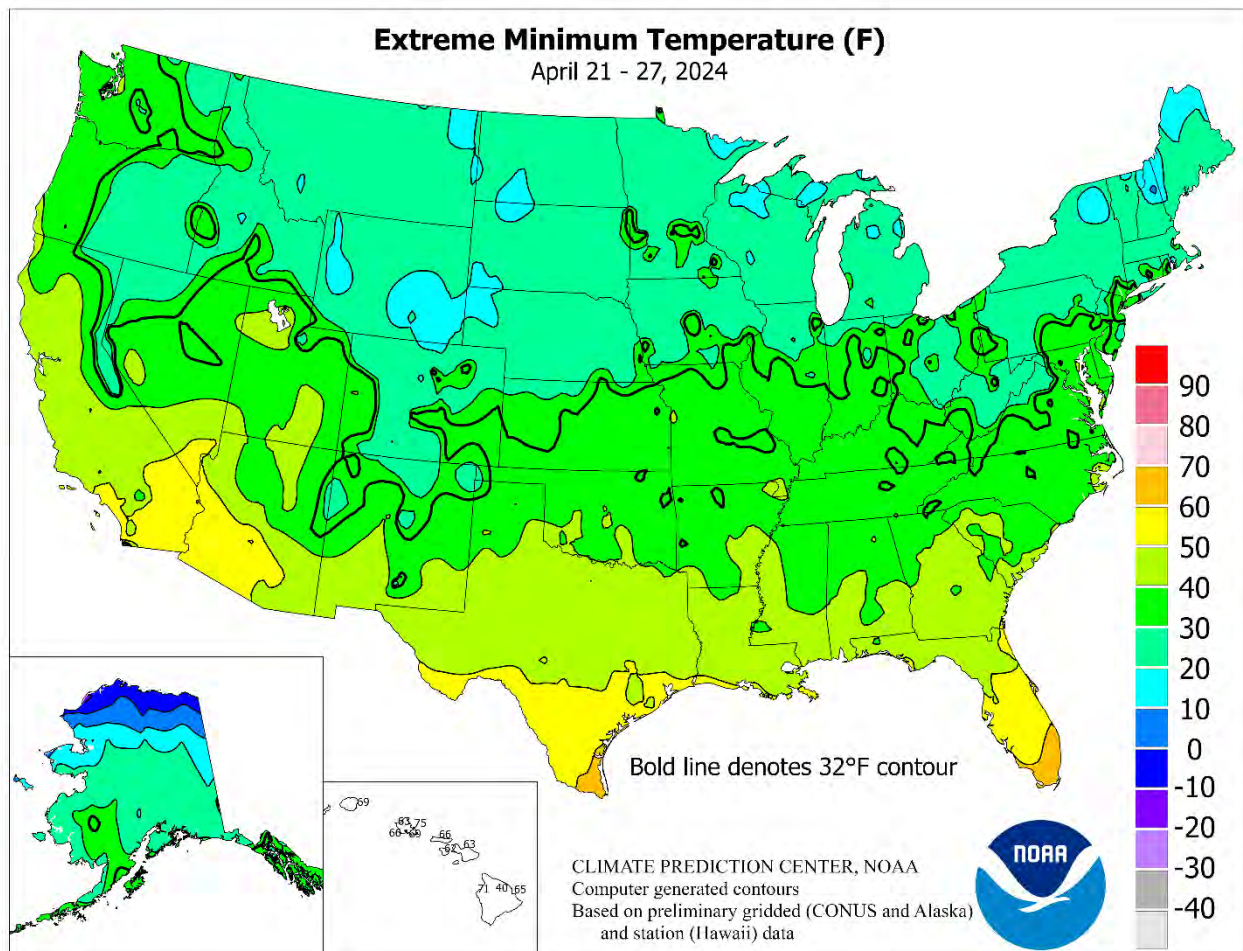 Extreme Minimum Temperature (F)
April 21 - 27, 2024
90
80
70
60
50
40
30
20
10
0
-10
-20
-30
-40
Bold line denotes 32°F contour
69
75
66
63
71 40 65
CLIMATE PREDICTION CENTER, NOAA
Computer generated contours
Based on preliminary gridded (CONUS and Alaska)
and station (Hawaii) data
NOAA